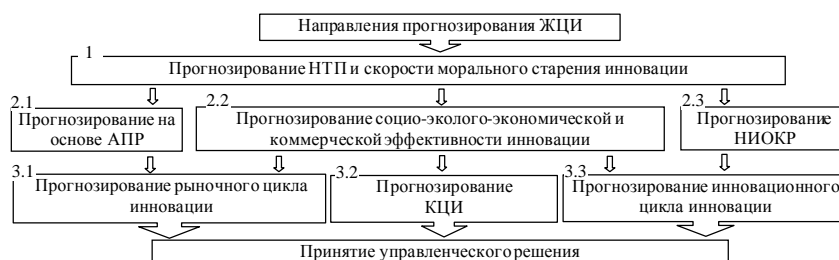 Направления прогнозирования ЖЦИ
1
Прогнозирование НТП и скорости морального старения инновации
2.1
Прогнозирование на
основе АПР
2.2
Прогнозирование социо-эколого-экономической и
коммерческой эффективности инновации
2.3
Прогнозирование
НИОКР
3.1
Прогнозирование рыночного цикла
инновации
3.2
Прогнозирование
КЦИ
3.3
Прогнозирование инновационного
цикла инновации
Принятие управленческого решения